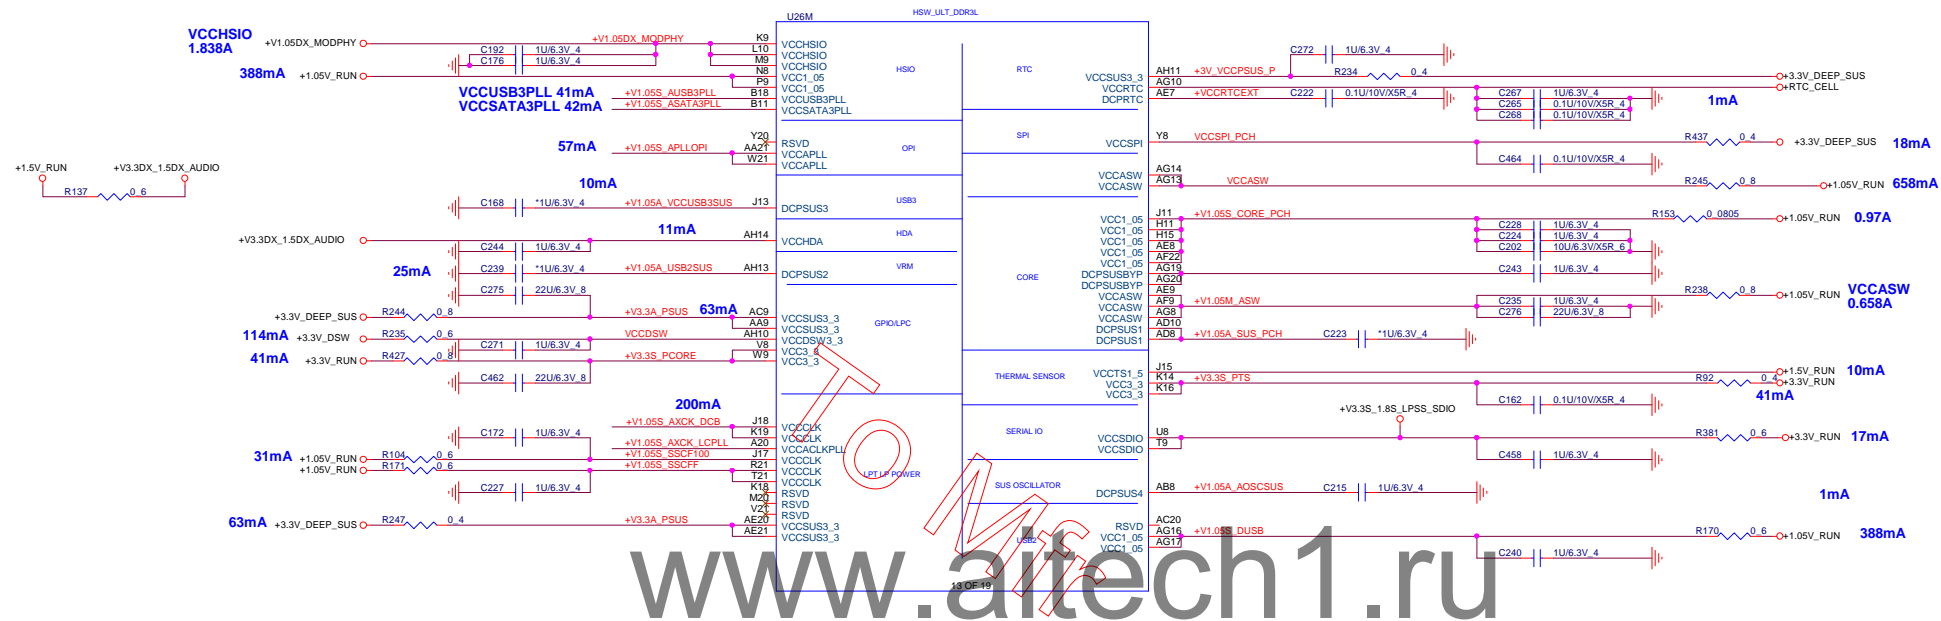 HSW_ULT_DDR3L
U26M
VCCHSIO
1.838A
+V1.05DX_MODPHY
+V1.05DX_MODPHY
K9
VCCHSIO
C192
1U/6.3V_4
L10
VCCHSIO
C176
1U/6.3V_4
M9
VCCHSIO
388mA
+1.05V_RUN
N8
VCC1_05
P9
VCC1_05
VCCUSB3PLL 41mA
+V1.05S_AUSB3PLL
B18
VCCUSB3PLL
VCCSATA3PLL 42mA
+V1.05S_ASATA3PLL
B11
VCCSATA3PLL
HSIO
Y20
RSVD
57mA
+V1.05S_APLLOPI
AA21
VCCAPLL
W21
VCCAPLL
OPI
+1.5V_RUN
+V3.3DX_1.5DX_AUDIO
R137
0_6
10mA
C168
*1U/6.3V_4
+V1.05A_VCCUSB3SUS
J13
DCPSUS3
USB3
11mA
+V3.3DX_1.5DX_AUDIO
AH14
VCCHDA
HDA
C244
1U/6.3V_4
25mA
C239
*1U/6.3V_4
+V1.05A_USB2SUS
AH13
DCPSUS2
VRM
C275
22U/6.3V_8
63mA
+3.3V_DEEP_SUS
R244
0_8
+V3.3A_PSUS
AC9
VCCSUS3_3
AA9
VCCSUS3_3
GPIO/LPC
114mA
+3.3V_DSW
R235
0_6
VCCDSW
AH10
VCCDSW3_3
C271
1U/6.3V_4
V8
VCC3_3
41mA
+3.3V_RUN
R427
0_8
+V3.3S_PCORE
W9
VCC3_3
C462
22U/6.3V_8
200mA
+V1.05S_AXCK_DCB
J18
VCCCLK
C172
1U/6.3V_4
K19
VCCCLK
+V1.05S_AXCK_LCPLL
A20
VCCACLKPLL
31mA
+1.05V_RUN
R104
0_6
+V1.05S_SSCF100
J17
VCCCLK
+1.05V_RUN
R171
0_6
+V1.05S_SSCFF
R21
VCCCLK
T21
VCCCLK
LPT LP POWER
C227
1U/6.3V_4
K18
RSVD
M20
RSVD
V21
RSVD
63mA
+3.3V_DEEP_SUS
R247
0_4
+V3.3A_PSUS
AE20
VCCSUS3_3
AE21
VCCSUS3_3
13 OF 19
RTC
C272
1U/6.3V_4
VCCSUS3_3
AH11
+3V_VCCPSUS_P
R234
0_4
+3.3V_DEEP_SUS
VCCRTC
AG10
+RTC_CELL
DCPRTC
AE7
+VCCRTCEXT
C222
0.1U/10V/X5R_4
C267
1U/6.3V_4
1mA
C265
0.1U/10V/X5R_4
C268
0.1U/10V/X5R_4
SPI
VCCSPI
Y8
VCCSPI_PCH
R437
0_4
+3.3V_DEEP_SUS
18mA
C464
0.1U/10V/X5R_4
VCCASW
AG14
VCCASW
AG13
VCCASW
R245
0_8
+1.05V_RUN
658mA
CORE
VCC1_05
J11
+V1.05S_CORE_PCH
R153
0_0805
+1.05V_RUN
0.97A
VCC1_05
H11
C228
1U/6.3V_4
VCC1_05
H15
C224
1U/6.3V_4
VCC1_05
AE8
C202
10U/6.3V/X5R_6
VCC1_05
AF22
DCPSUSBYP
AG19
C243
1U/6.3V_4
DCPSUSBYP
AG20
VCCASW
AE9
R238
0_8
+1.05V_RUN
VCCASW
0.658A
VCCASW
AF9
+V1.05M_ASW
C235
1U/6.3V_4
VCCASW
AG8
C276
22U/6.3V_8
DCPSUS1
AD10
DCPSUS1
AD8
+V1.05A_SUS_PCH
C223
*1U/6.3V_4
THERMAL SENSOR
VCCTS1_5
J15
+1.5V_RUN
10mA
VCC3_3
K14
+V3.3S_PTS
R92
0_4
+3.3V_RUN
VCC3_3
K16
41mA
C162
0.1U/10V/X5R_4
+V3.3S_1.8S_LPSS_SDIO
SERIAL IO
VCCSDIO
U8
R381
0_6
+3.3V_RUN
17mA
VCCSDIO
T9
C458
1U/6.3V_4
SUS OSCILLATOR
DCPSUS4
AB8
+V1.05A_AOSCSUS
C215
1U/6.3V_4
1mA
USB2
RSVD
AC20
VCC1_05
AG16
+V1.05S_DUSB
R170
0_6
+1.05V_RUN
388mA
VCC1_05
AG17
C240
1U/6.3V_4
To Mfr
www.aitech1.ru